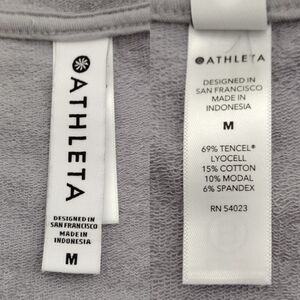 ATHLETA
DESIGNED IN
SAN FRANCISCO
MADE IN
INDONESIA
M
ATHLETA
DESIGNED IN
SAN FRANCISCO
MADE IN
INDONESIA
M
69% TENCEL®
LYOCELL
15% COTTON
10% MODAL
6% SPANDEX
RN 54023